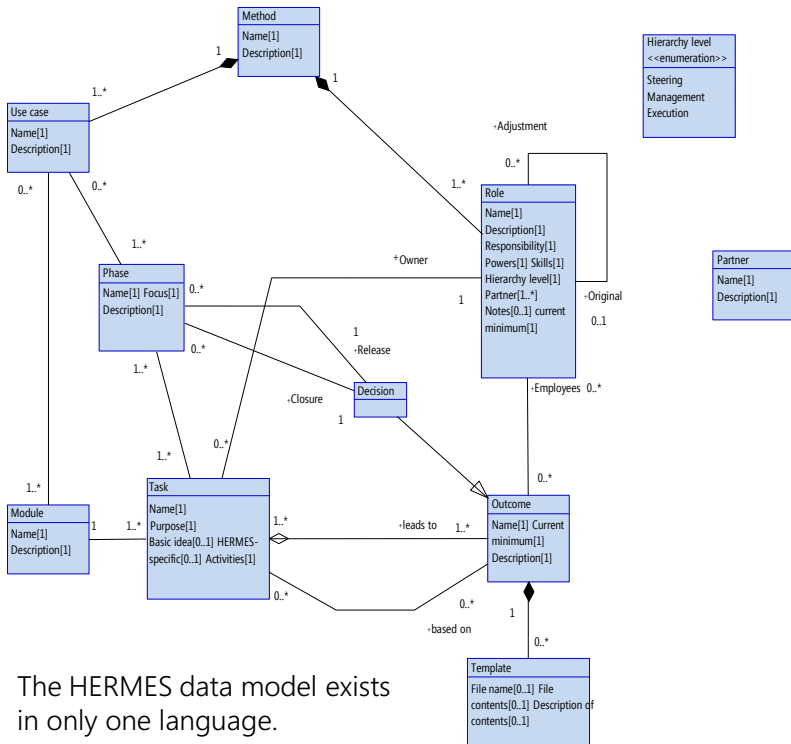 Method
Name[1]
Description[1]
1
1
1..*
Hierarchy level
<<enumeration>>
Steering
Management
Execution
Use case
Name[1]
Description[1]
0..*
0..*
+Adjustment
0..*
1..*
Role
Name[1]
Description[1]
Responsibility[1]
Powers[1] Skills[1]
Hierarchy level[1]
Partner[1..*]
Notes[0..1] current
minimum[1]
+Owner
1
+Original
0..1
Partner
Name[1]
Description[1]
1..*
Phase
Name[1] Focus[1]
Description[1]
0..*
0..*
1..*
1
+Release
+Closure
Decision
1
+Employees 0..*
0..*
1..*
1..*
0..*
Module
Name[1]
Description[1]
1
1..*
Task
Name[1]
Purpose[1]
Basic idea[0..1] HERMES-
specific[0..1] Activities[1]
1..*
+leads to
1..*
Outcome
Name[1] Current
minimum[1]
Description[1]
0..*
0..*
+based on
1
0..*
Template
File name[0..1] File
contents[0..1] Description of
contents[0..1]
The HERMES data model exists
in only one language.